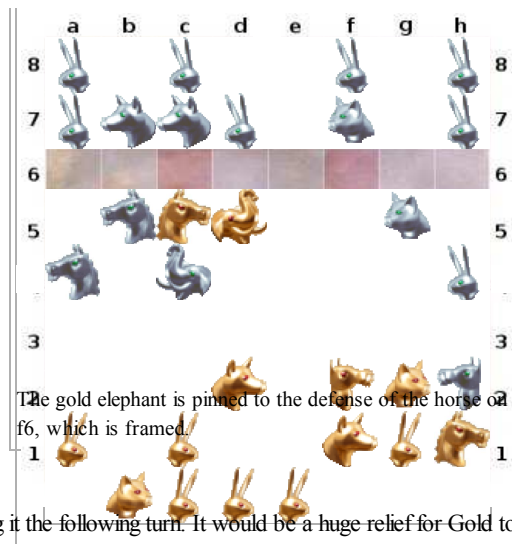 a b c d e f g h
8 8
7 7
6 6
5 5
4
3 3
The gold elephant is pinned to the defense of the horse on
2
f6, which is framed.
1 1
g it the following turn. It would be a huge relief for Gold to